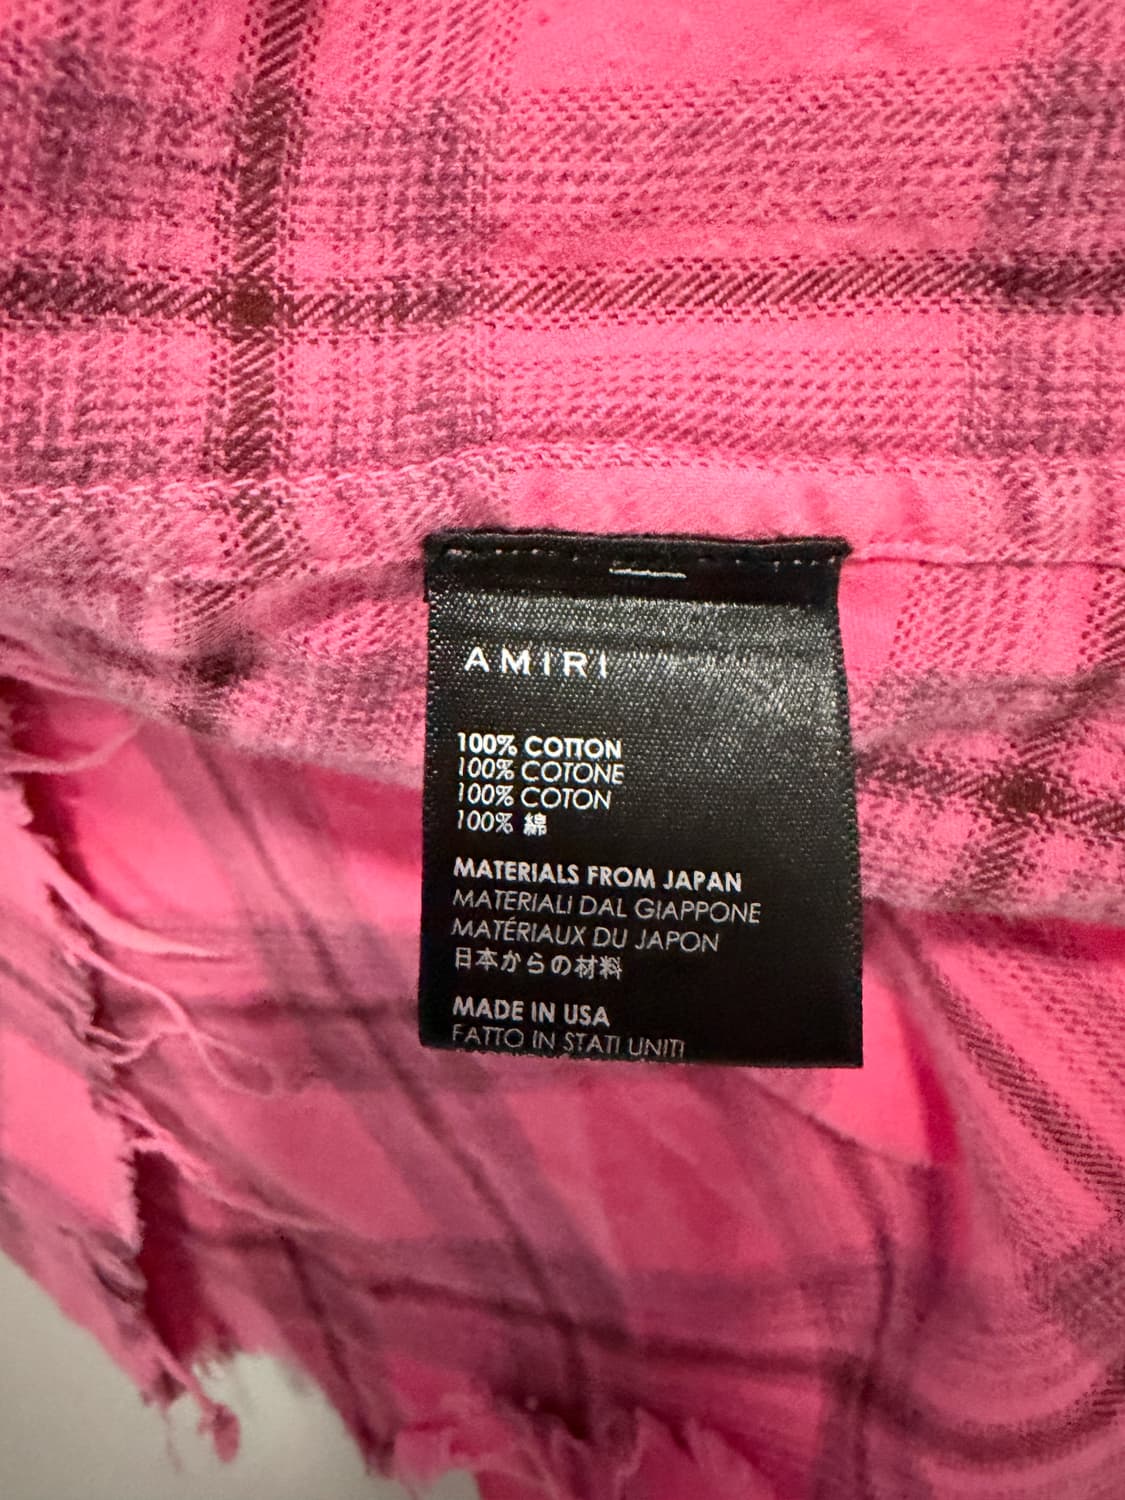 AMIRI
100% COTTON
100% COTONE
100% COTON
100% 綿
MATERIALS FROM JAPAN
MATERIALI DAL GIAPPONE
MATÉRIAUX DU JAPON
日本からの材料
MADE IN USA
FATTO IN STATI UNITI